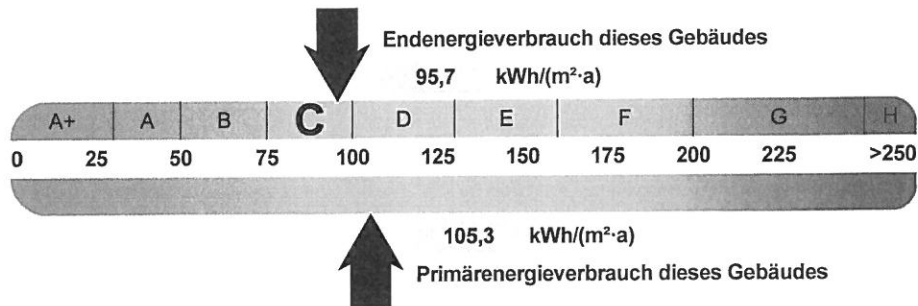 Endenergieverbrauch dieses Gebäudes
95,7 kWh/(m²·a)
A+ A B C D E F G H
0 25 50 75 100 125 150 175 200 225 >250
105,3 kWh/(m²·a)
Primärenergieverbrauch dieses Gebäudes